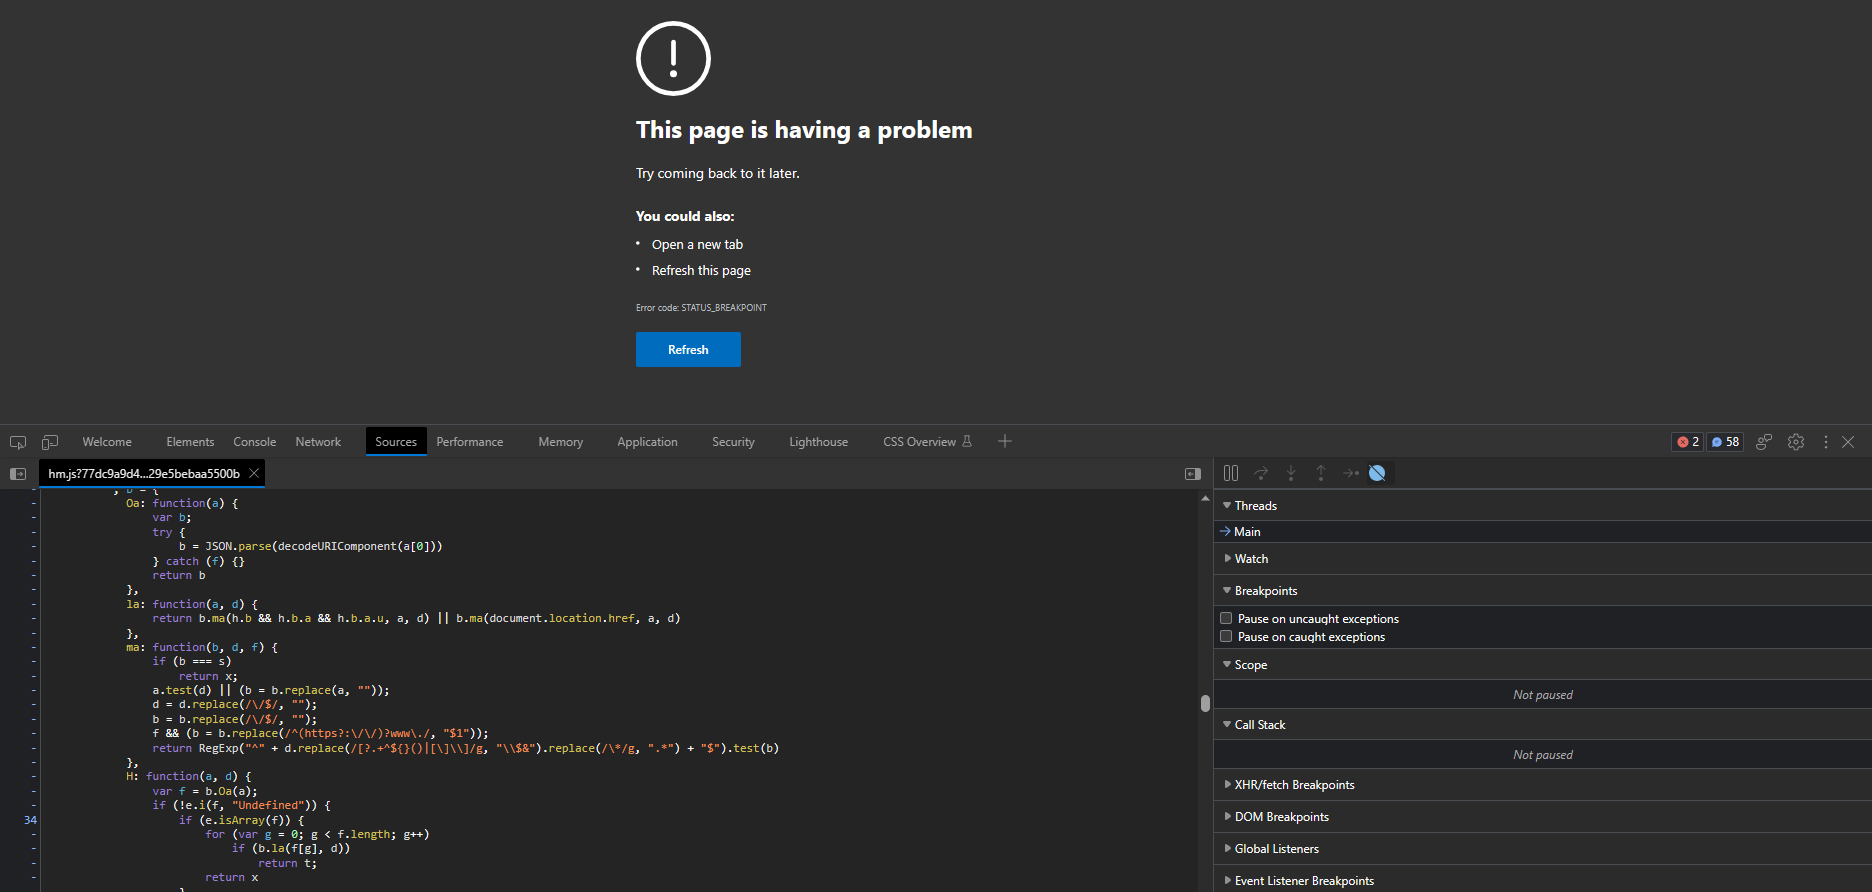 This page is having a problem
Try coming back to it later.
You could also:
• Open a new tab
• Refresh this page
Error code: STATUS_BREAKPOINT
Refresh
Welcome Elements Console Network Sources Performance Memory Application Security Lighthouse CSS Overview 2 58
hm.js?77dc9a9d4...29e5bebaa5500b
, b = {
Oa: function(a) {
var b;
try {
b = JSON.parse(decodeURIComponent(a[0]))
} catch (f) {}
return b
},
la: function(a, d) {
return b.ma(h.b && h.b.a && h.b.a.u, a, d) || b.ma(document.location.href, a, d)
},
ma: function(b, d, f) {
if (b === s)
return x;
a.test(d) || (b = b.replace(a, ""));
d = d.replace(/\/$/, "");
b = b.replace(/\/$/, "");
f && (b = b.replace(/^(https?:\/\/)?www\./, "$1"));
return RegExp("^" + d.replace(/[?.+^${}()|[\]\\]/g, "\\$&").replace(/\*/g, ".*") + "$").test(b)
},
H: function(a, d) {
var f = b.Oa(a);
if (!e.i(f, "Undefined")) {
34 if (e.isArray(f)) {
for (var g = 0; g < f.length; g++)
if (b.la(f[g], d))
return t;
return x
}
Threads
Main
Watch
Breakpoints
Pause on uncaught exceptions
Pause on caught exceptions
Scope
Not paused
Call Stack
Not paused
XHR/fetch Breakpoints
DOM Breakpoints
Global Listeners
Event Listener Breakpoints